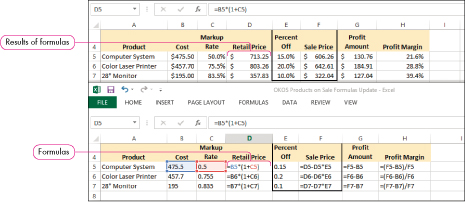 D5 fx =B5*(1+C5)
A B C D E F G H I
Markup Percent Profit
4 Product Cost Rate Retail Price Off Sale Price Amount Profit Margin
5 Computer System $475.50 50.0% $ 713.25 15.0% $ 606.26 $ 130.76 21.6%
6 Color Laser Printer $457.70 75.5% $ 803.26 20.0% $ 642.61 $ 184.91 28.8%
7 28" Monitor $195.00 83.5% $ 357.83 10.0% $ 322.04 $ 127.04 39.4%
Results of formulas
OKOS Products on Sale Formulas Update - Excel
FILE HOME INSERT PAGE LAYOUT FORMULAS DATA REVIEW VIEW
D5 fx =B5*(1+C5)
A B C D E F G H
Markup Percent Profit
4 Product Cost Rate Retail Price Off Sale Price Amount Profit Margin
5 Computer System 475.5 0.5 =B5*(1+C5) 0.15 =D5-D5*E5 =F5-B5 =(F5-B5)/F5
6 Color Laser Printer 457.7 0.755 =B6*(1+C6) 0.2 =D6-D6*E6 =F6-B6 =(F6-B6)/F6
7 28" Monitor 195 0.835 =B7*(1+C7) 0.1 =D7-D7*E7 =F7-B7 =(F7-B7)/F7
Formulas